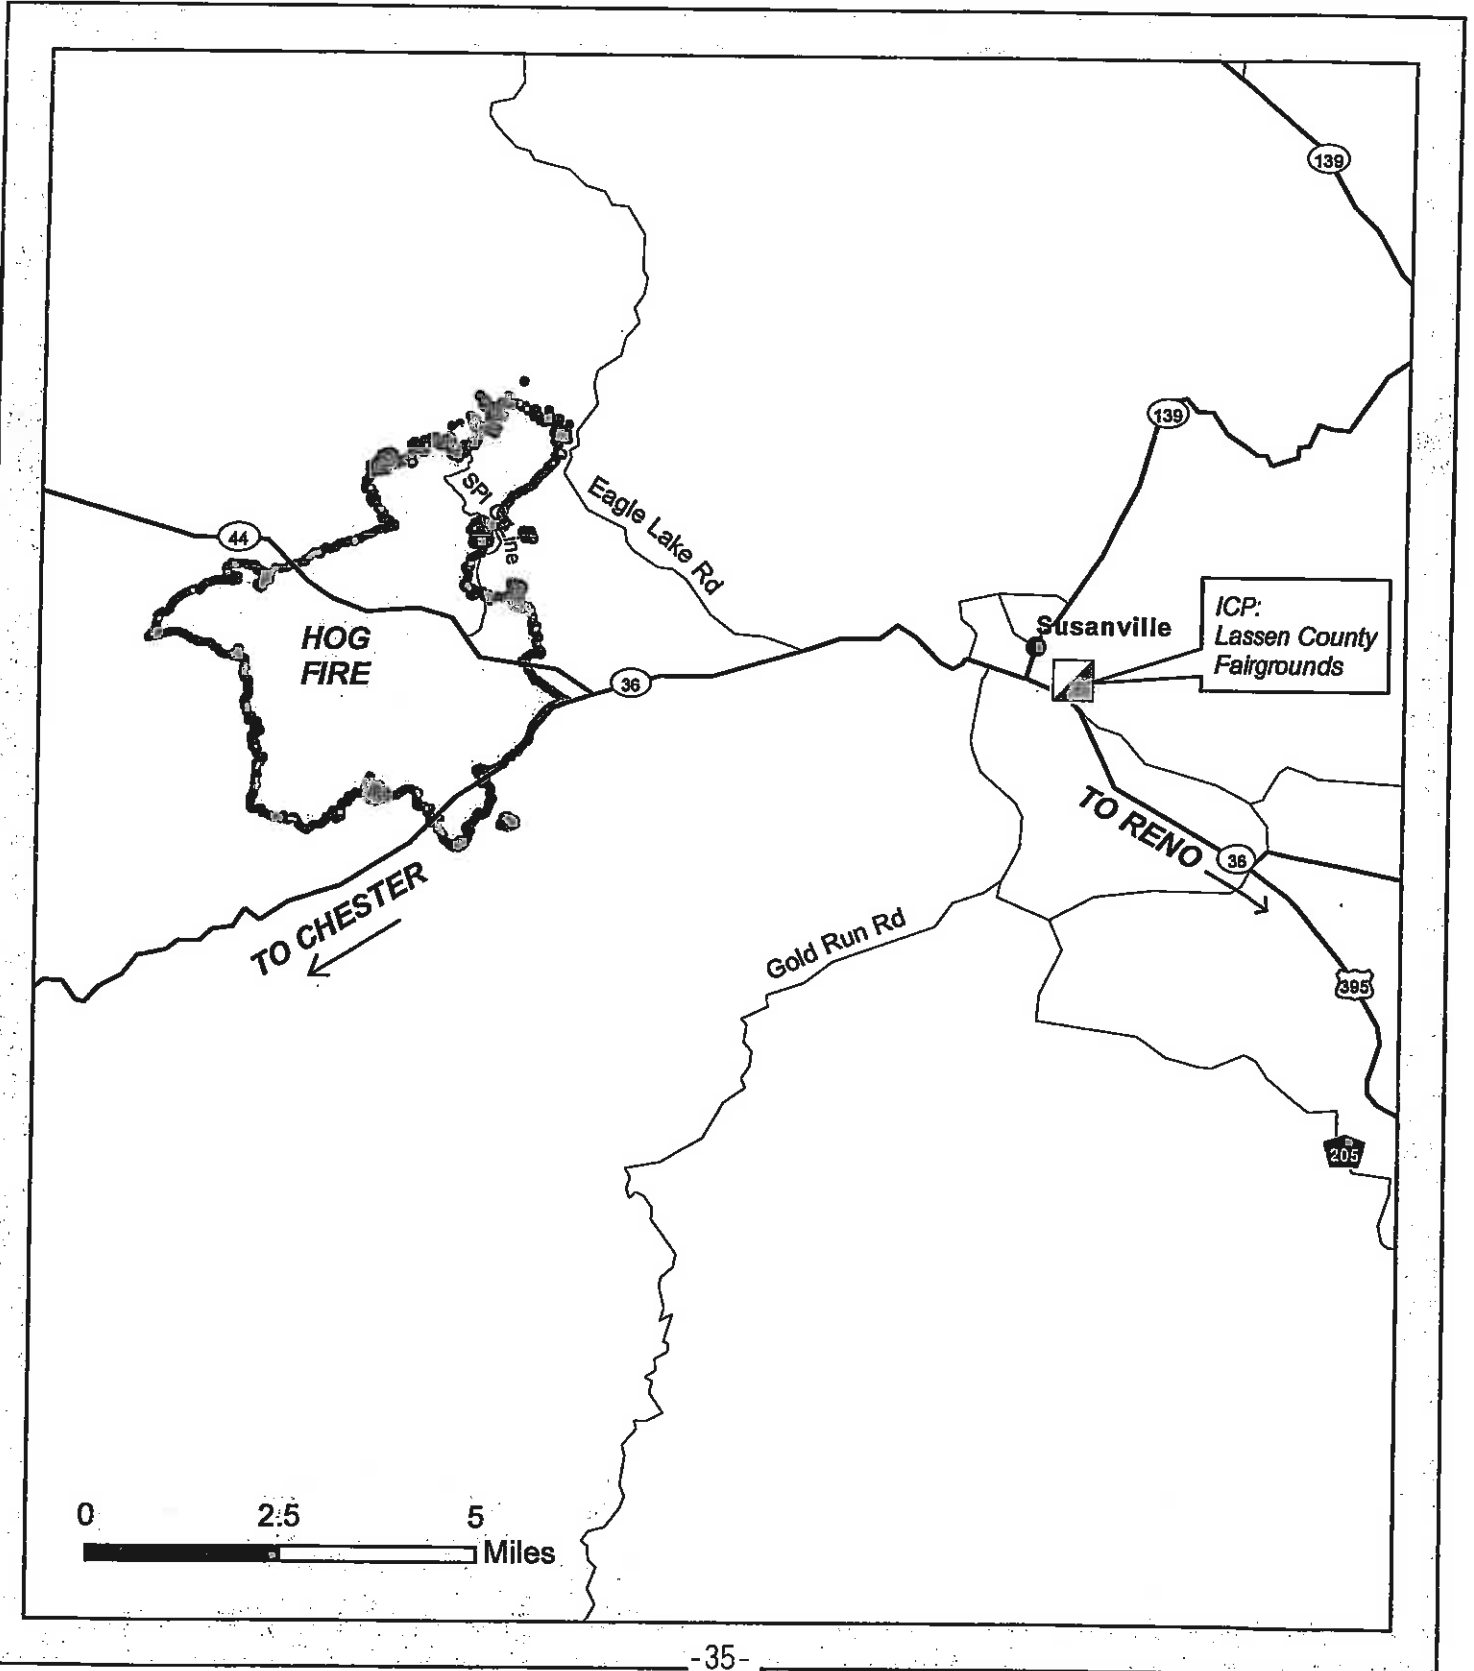 139
139
SPI
Eagle Lake Rd
44
ine
Susanville
ICP:
Lassen County
Fairgrounds
HOG
FIRE
36
TO RENO
36
TO CHESTER
Gold Run Rd
395
205
0 2.5 5
Miles
-35-